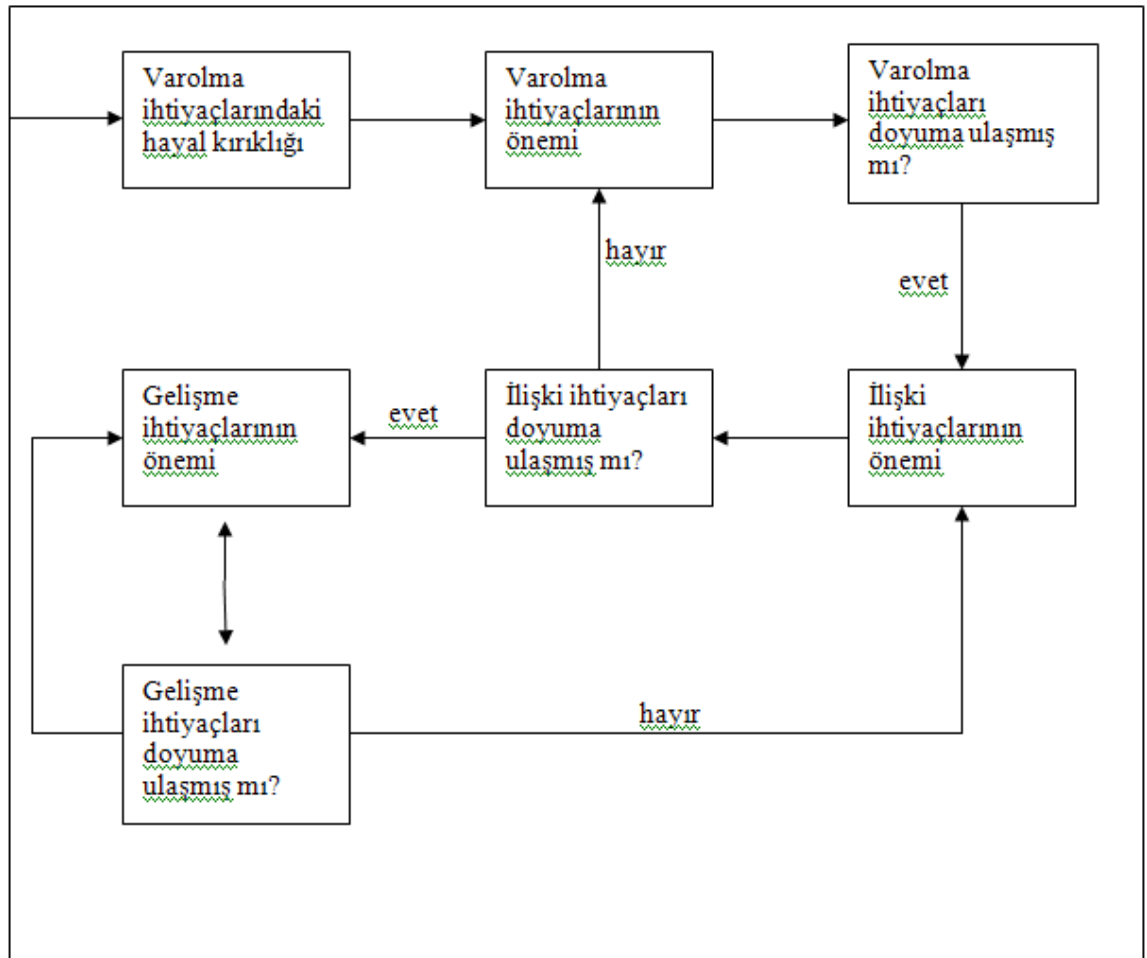 Varolma
ihtiyaçlarındaki
hayal kırıklığı
Varolma
ihtiyaçlarının
önemi
Varolma
ihtiyaçları
doyuma ulaşmış
mı?
hayır
evet
Gelişme
ihtiyaçlarının
önemi
evet
İlişki ihtiyaçları
doyuma
ulaşmış mı?
İlişki
ihtiyaçlarının
önemi
Gelişme
ihtiyaçları
doyuma
ulaşmış mı?
hayır